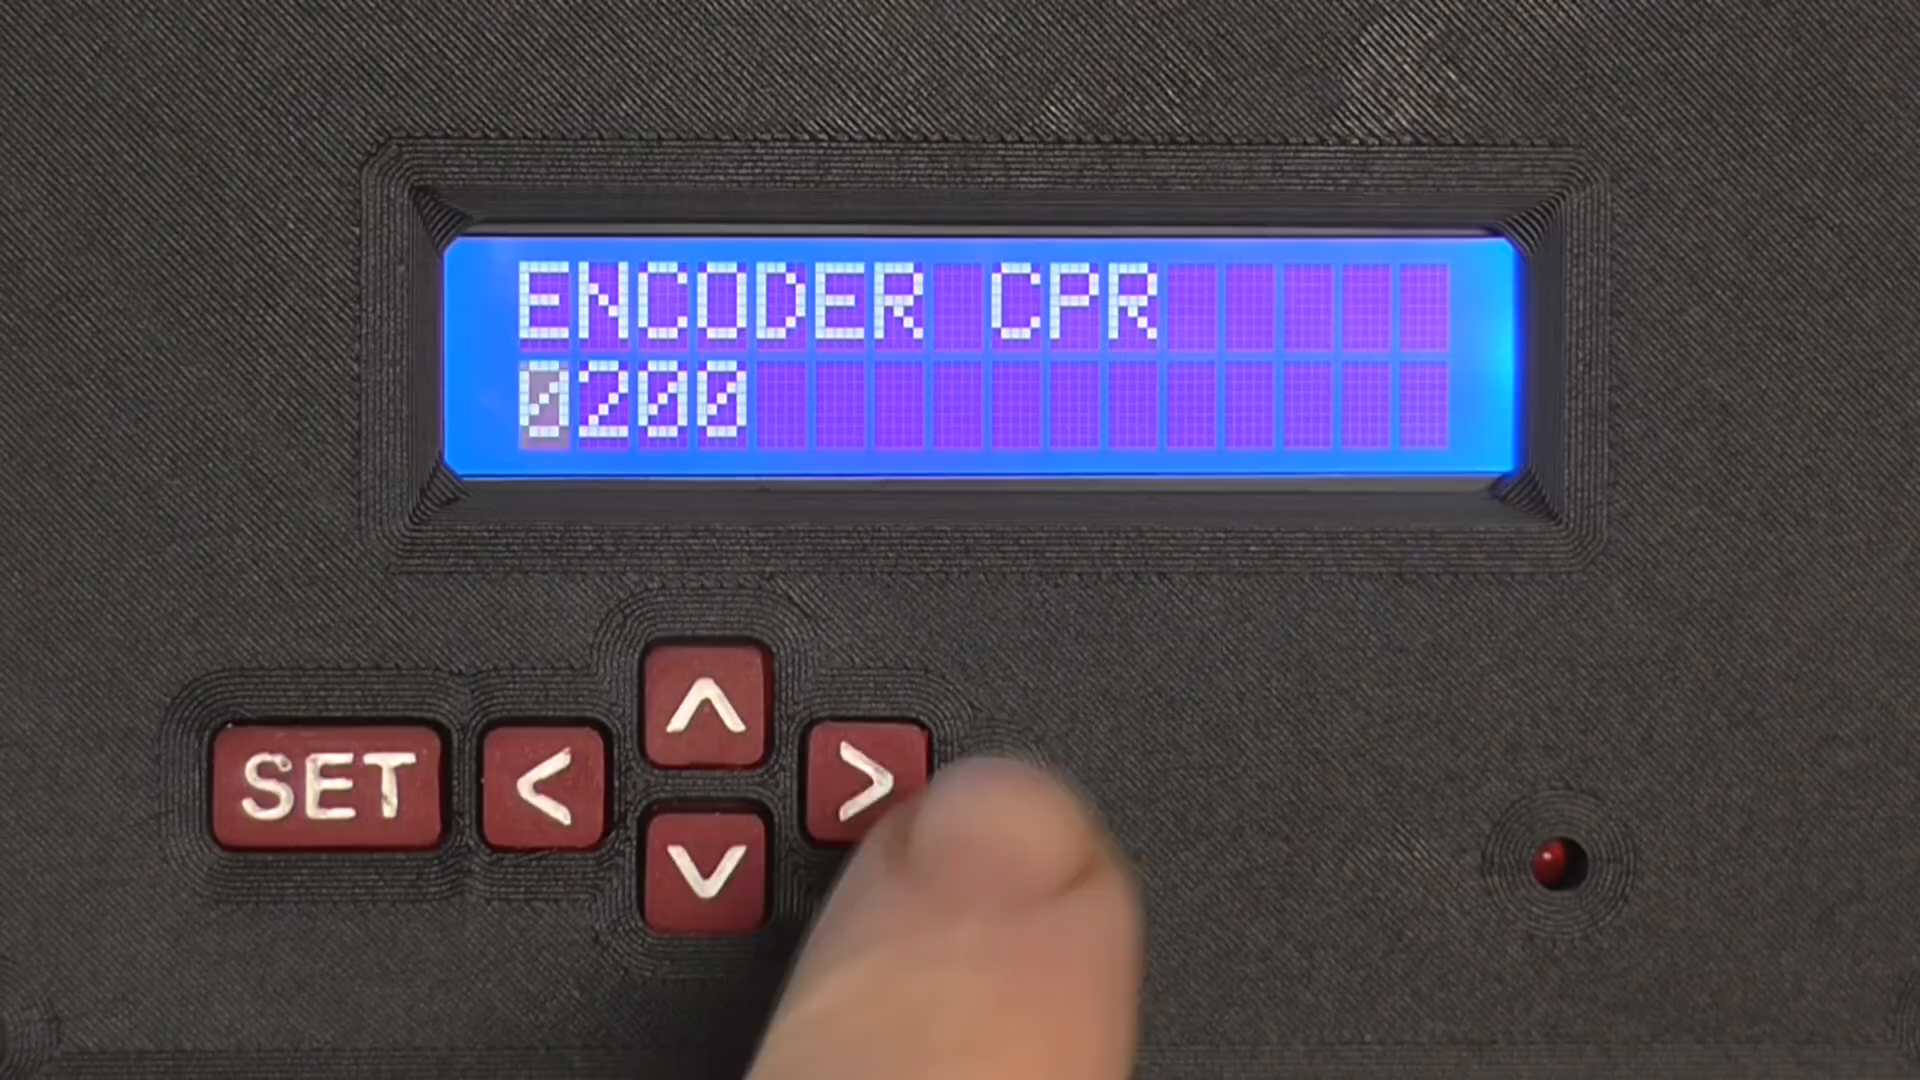 ENCODER CPR
0200
SET < ^ >
v